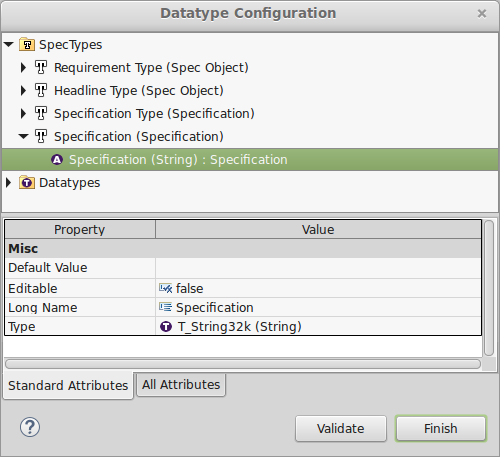 Datatype Configuration
SpecTypes
Requirement Type (Spec Object)
Headline Type (Spec Object)
Specification Type (Specification)
Specification (Specification)
Specification (String) : Specification
Datatypes
Property Value
Misc
Default Value
Editable false
Long Name Specification
Type T_String32k (String)
Standard Attributes All Attributes
? Validate Finish